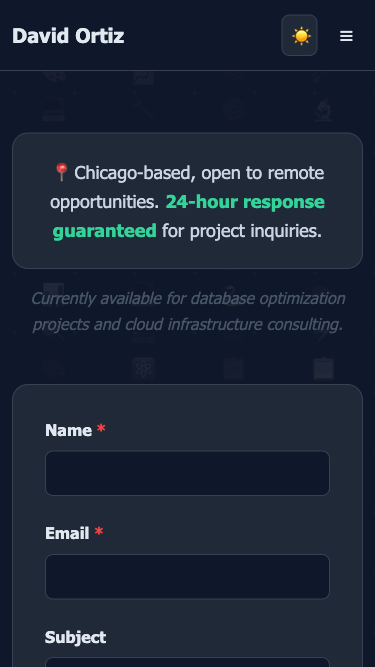 David Ortiz
Chicago-based, open to remote
opportunities. 24-hour response
guaranteed for project inquiries.
Currently available for database optimization
projects and cloud infrastructure consulting.
Name *
Email *
Subject